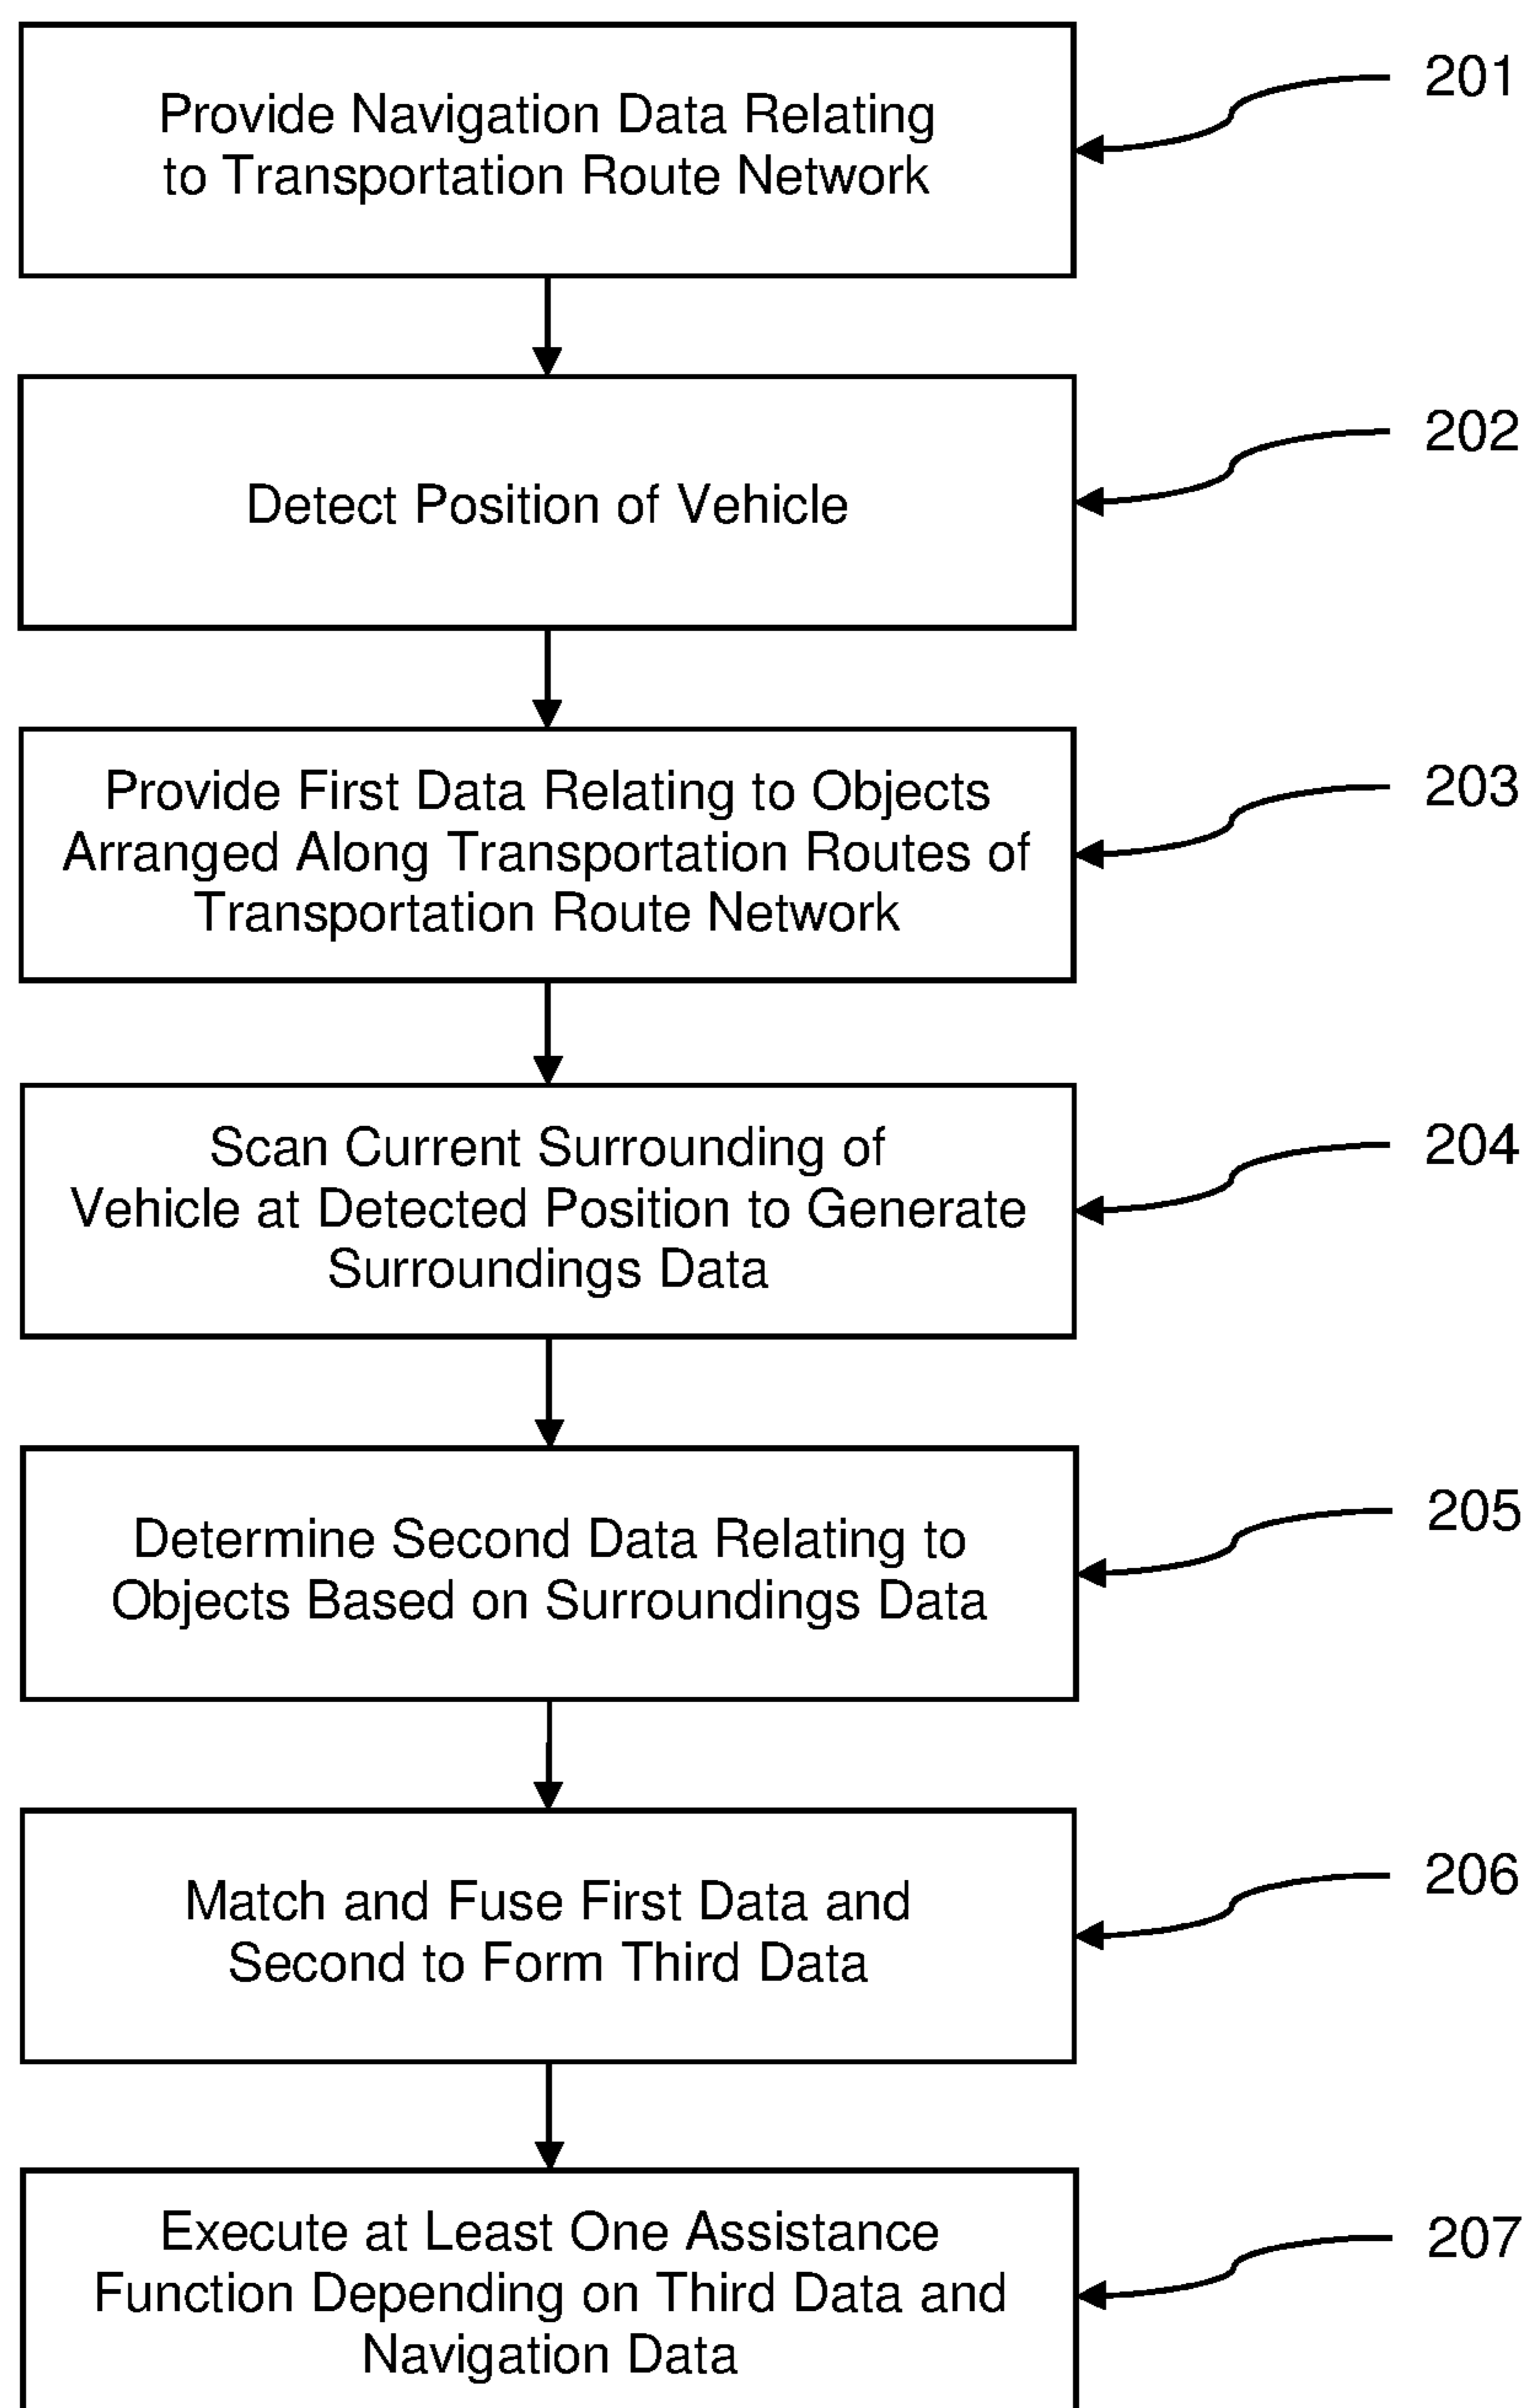 Provide Navigation Data Relating
to Transportation Route Network
201
Detect Position of Vehicle
202
Provide First Data Relating to Objects
Arranged Along Transportation Routes of
Transportation Route Network
203
Scan Current Surrounding of
Vehicle at Detected Position to Generate
Surroundings Data
204
Determine Second Data Relating to
Objects Based on Surroundings Data
205
Match and Fuse First Data and
Second to Form Third Data
206
Execute at Least One Assistance
Function Depending on Third Data and
Navigation Data
207